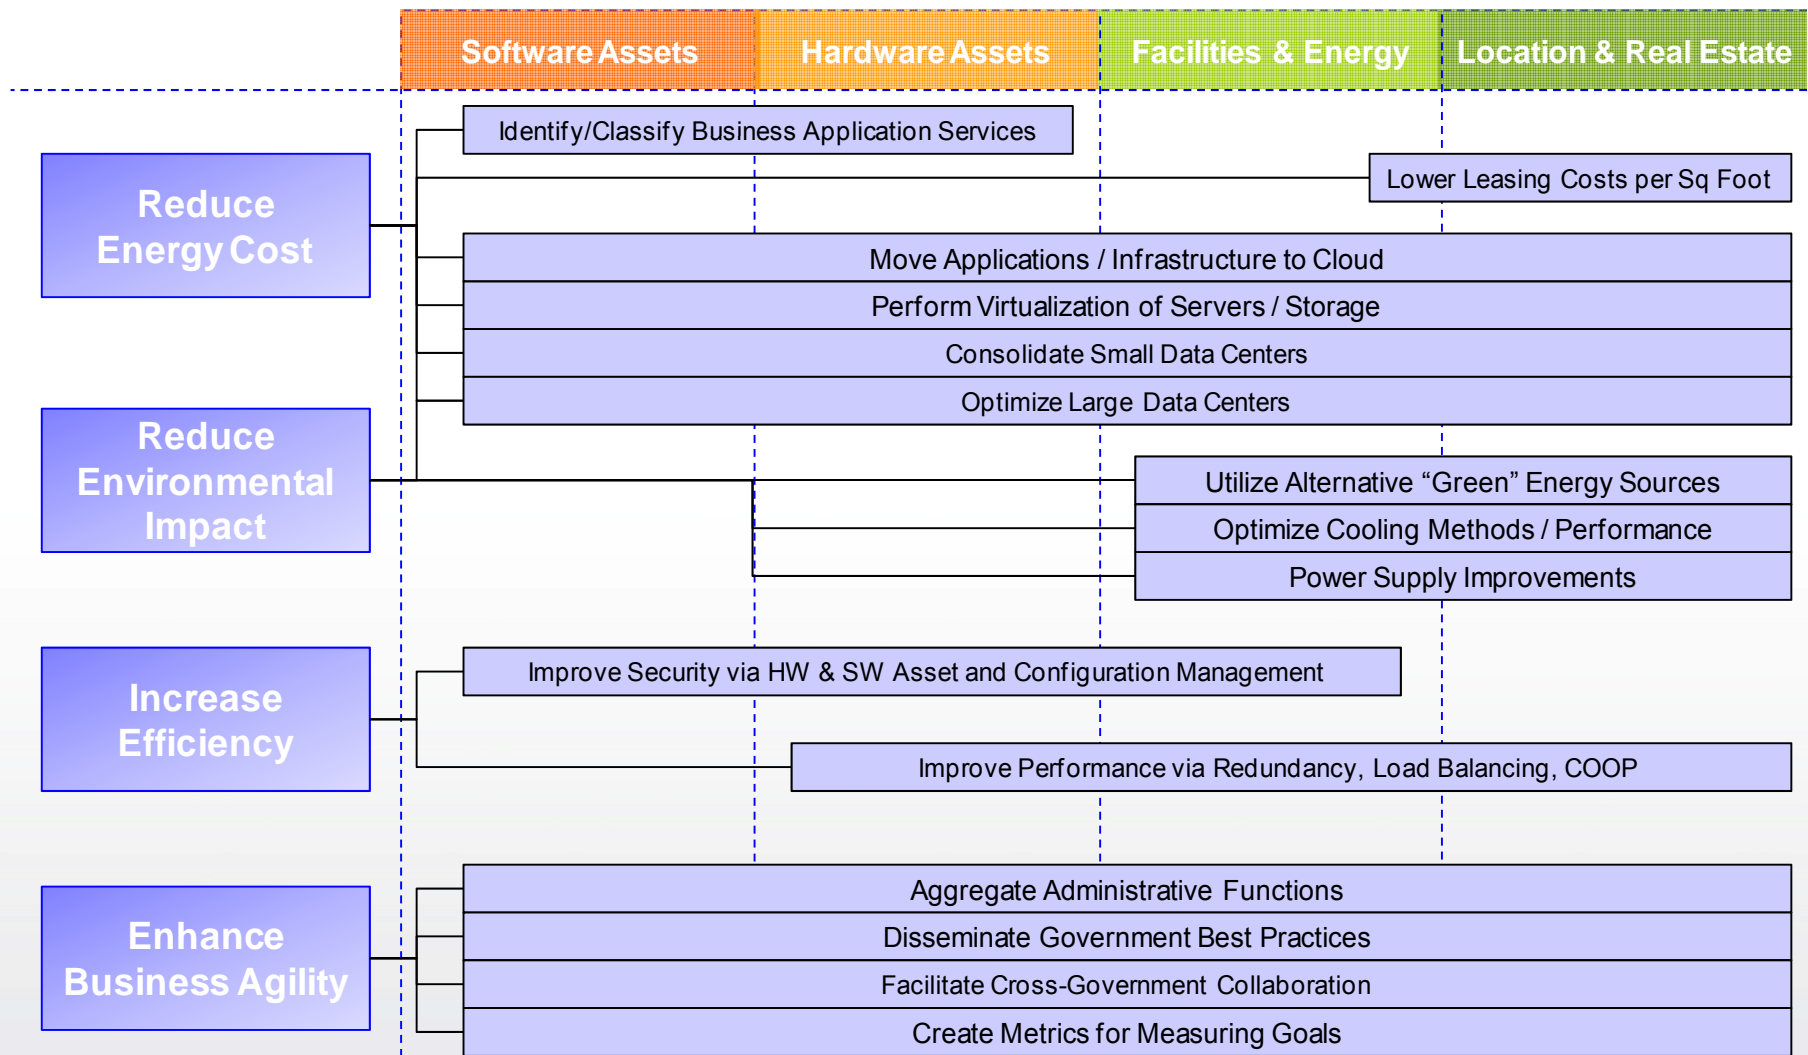 Software Assets
Hardware Assets
Facilities & Energy
Location & Real Estate
Identify/Classify Business Application Services
Lower Leasing Costs per Sq Foot
Reduce
Energy Cost
Move Applications / Infrastructure to Cloud
Perform Virtualization of Servers / Storage
Consolidate Small Data Centers
Optimize Large Data Centers
Reduce
Environmental
Impact
Utilize Alternative “Green” Energy Sources
Optimize Cooling Methods / Performance
Power Supply Improvements
Increase
Efficiency
Improve Security via HW & SW Asset and Configuration Management
Improve Performance via Redundancy, Load Balancing, COOP
Enhance
Business Agility
Aggregate Administrative Functions
Disseminate Government Best Practices
Facilitate Cross-Government Collaboration
Create Metrics for Measuring Goals